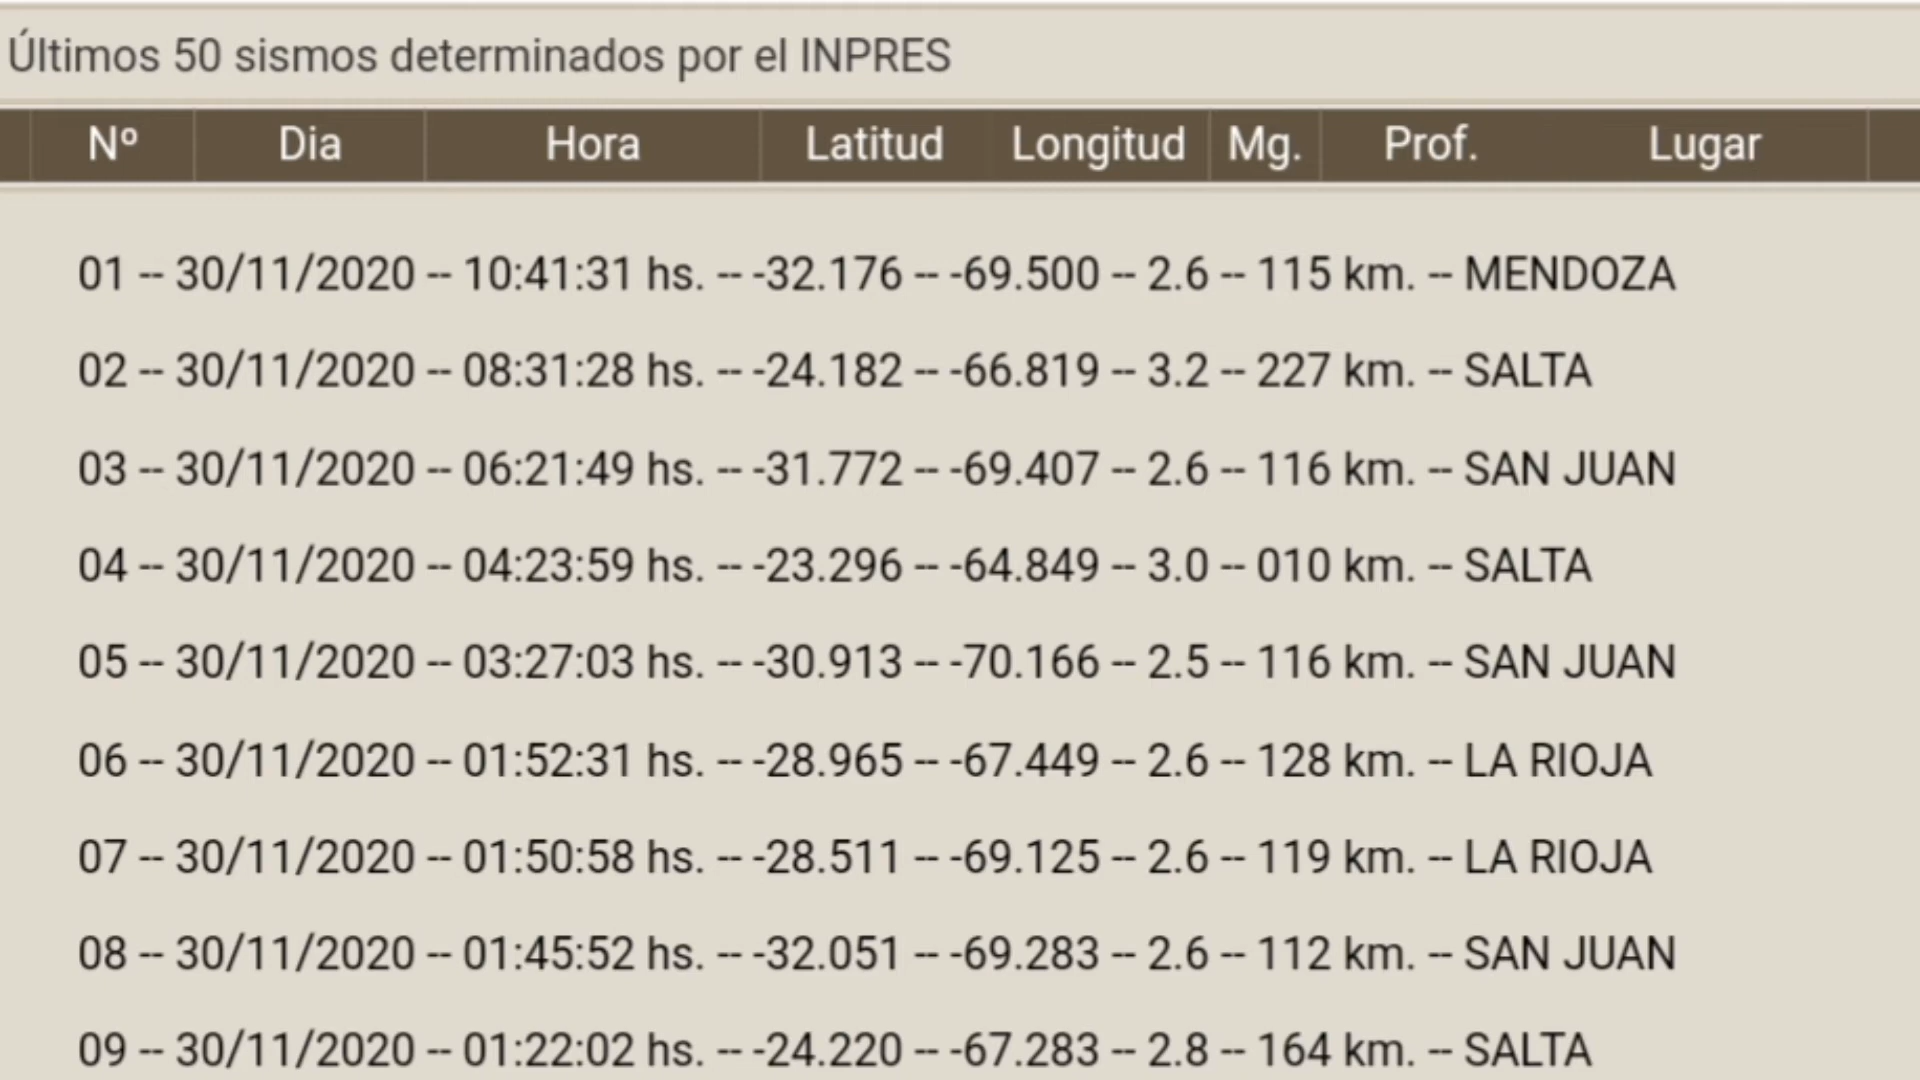 Últimos 50 sismos determinados por el INPRES
Nº Dia Hora Latitud Longitud Mg. Prof. Lugar
01 -- 30/11/2020 -- 10:41:31 hs. -- -32.176 -- -69.500 -- 2.6 -- 115 km. -- MENDOZA
02 -- 30/11/2020 -- 08:31:28 hs. -- -24.182 -- -66.819 -- 3.2 -- 227 km. -- SALTA
03 -- 30/11/2020 -- 06:21:49 hs. -- -31.772 -- -69.407 -- 2.6 -- 116 km. -- SAN JUAN
04 -- 30/11/2020 -- 04:23:59 hs. -- -23.296 -- -64.849 -- 3.0 -- 010 km. -- SALTA
05 -- 30/11/2020 -- 03:27:03 hs. -- -30.913 -- -70.166 -- 2.5 -- 116 km. -- SAN JUAN
06 -- 30/11/2020 -- 01:52:31 hs. -- -28.965 -- -67.449 -- 2.6 -- 128 km. -- LA RIOJA
07 -- 30/11/2020 -- 01:50:58 hs. -- -28.511 -- -69.125 -- 2.6 -- 119 km. -- LA RIOJA
08 -- 30/11/2020 -- 01:45:52 hs. -- -32.051 -- -69.283 -- 2.6 -- 112 km. -- SAN JUAN
09 -- 30/11/2020 -- 01:22:02 hs. -- -24.220 -- -67.283 -- 2.8 -- 164 km. -- SALTA